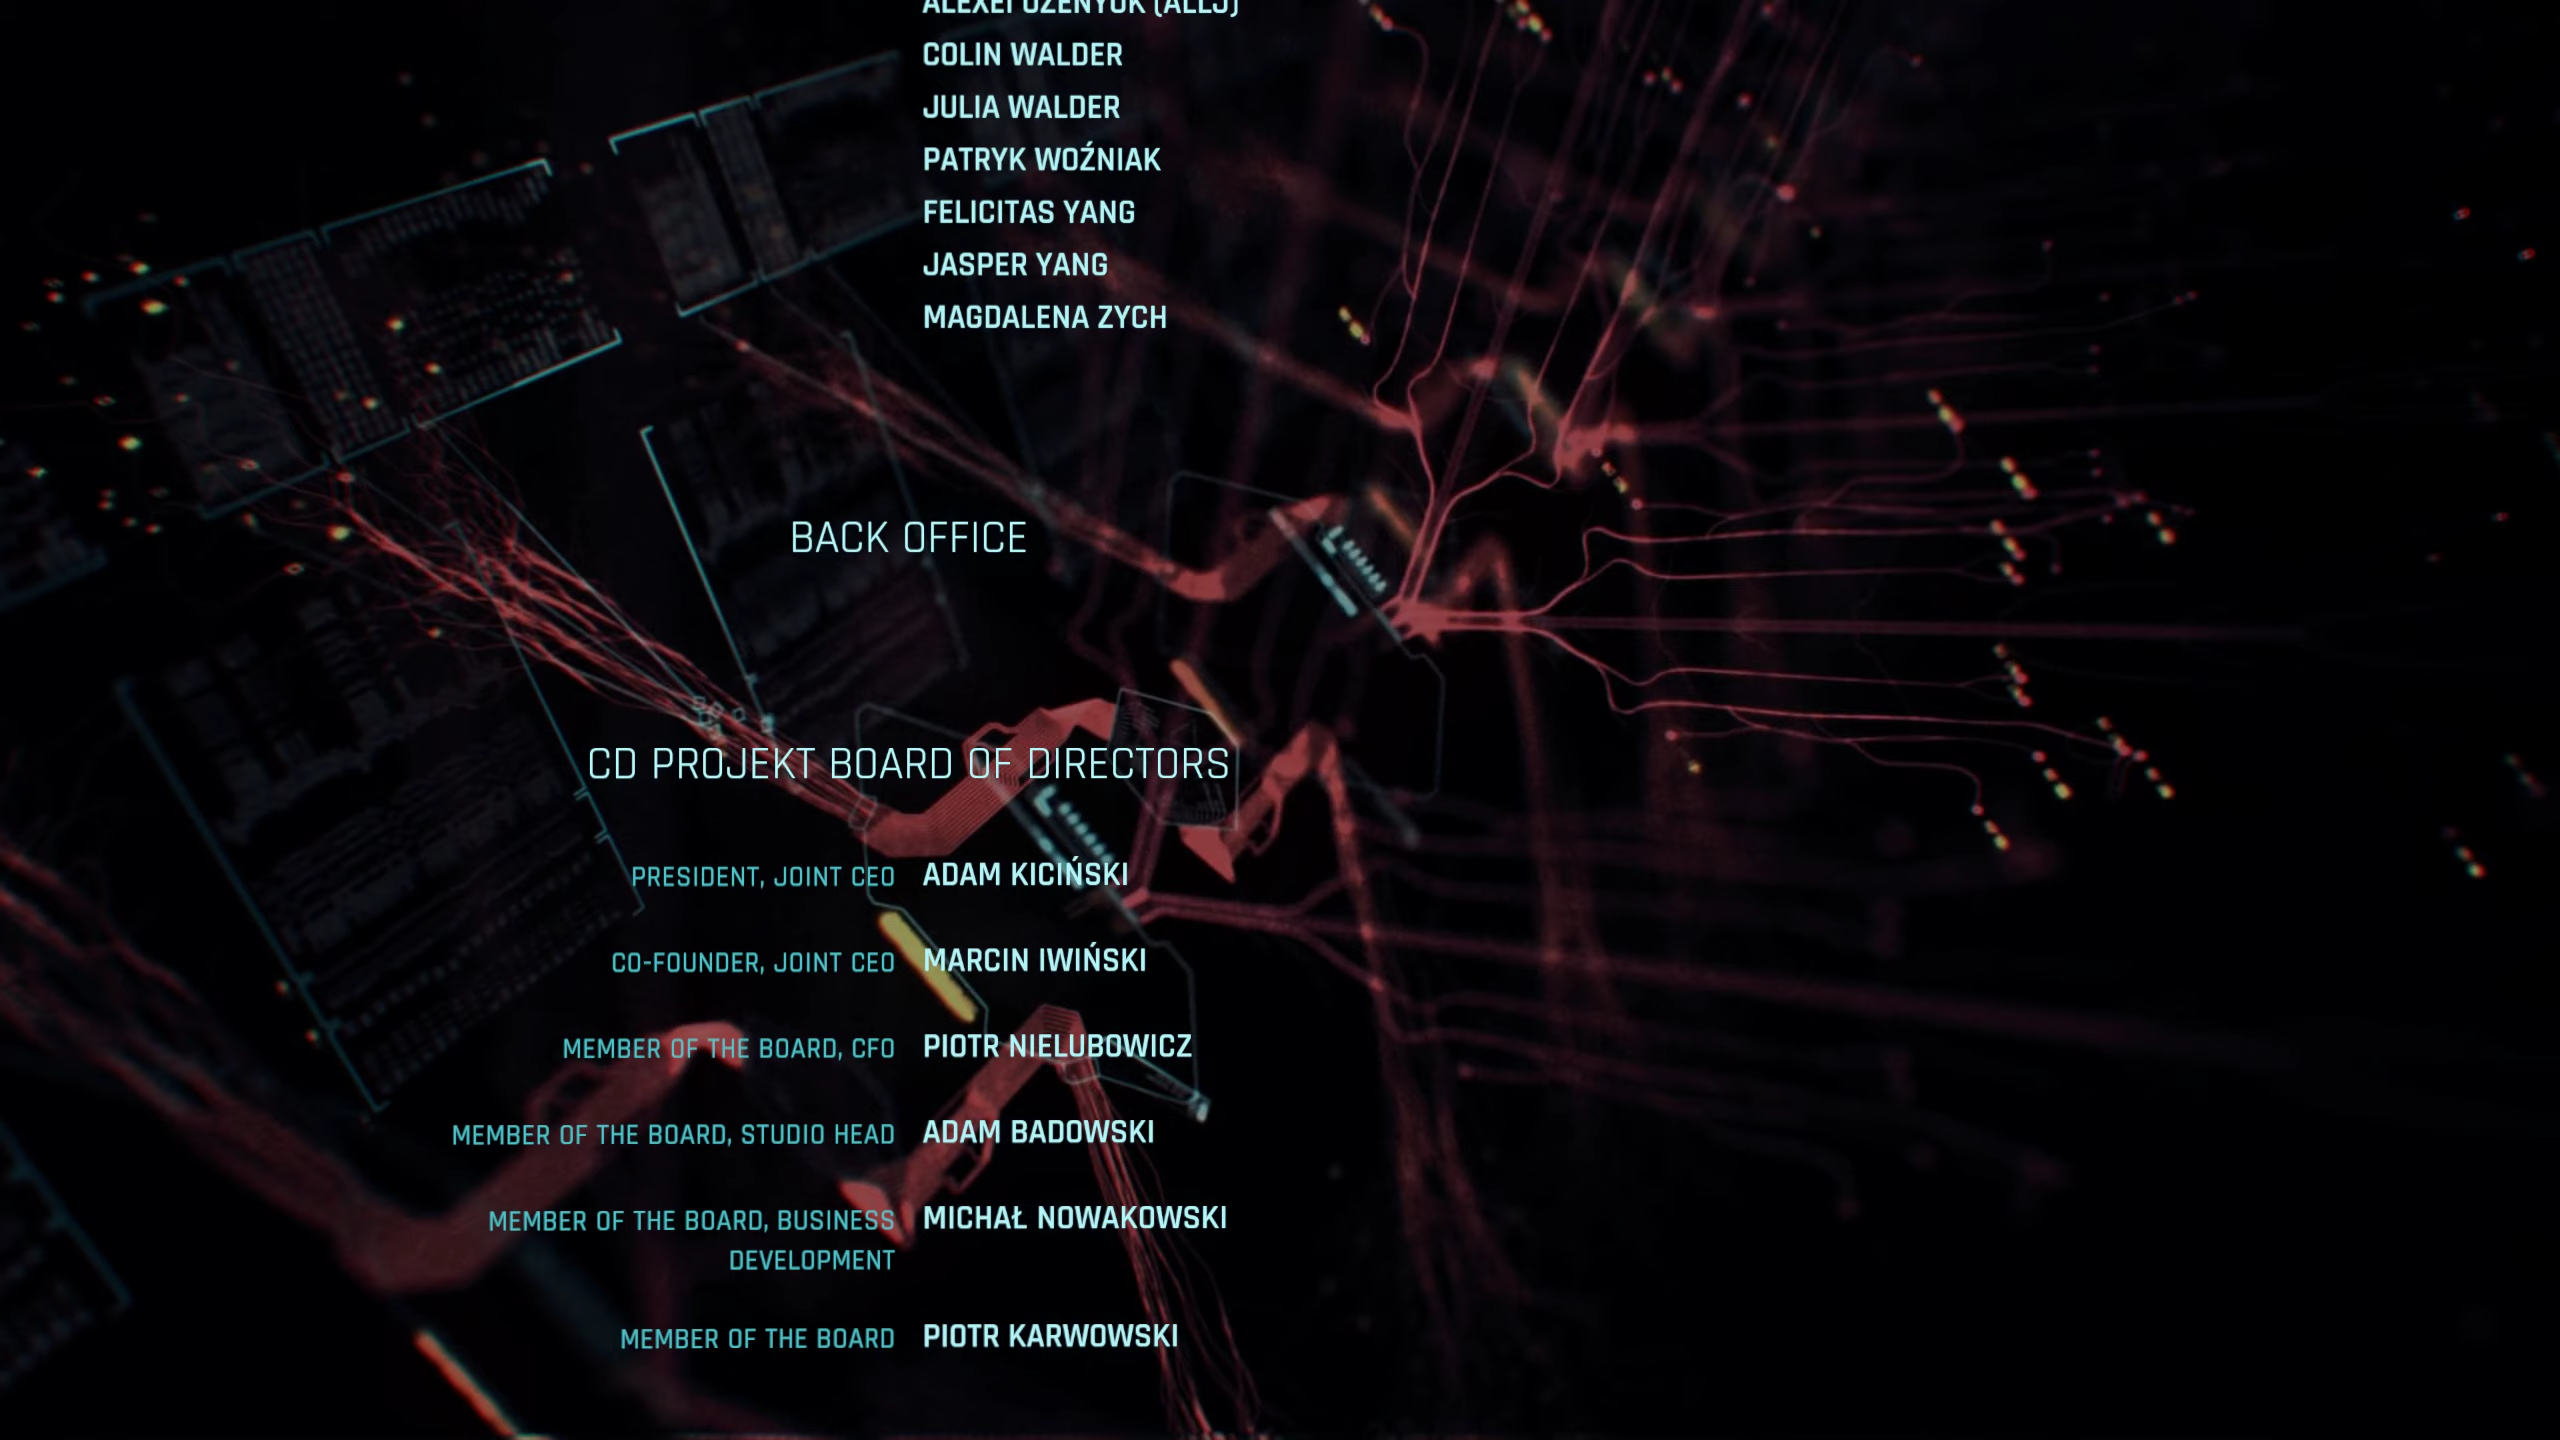 ALEXEI UZENYUK (ALLJ)
COLIN WALDER
JULIA WALDER
PATRYK WOŹNIAK
FELICITAS YANG
JASPER YANG
MAGDALENA ZYCH
BACK OFFICE
CD PROJEKT BOARD OF DIRECTORS
PRESIDENT, JOINT CEO ADAM KICIŃSKI
CO-FOUNDER, JOINT CEO MARCIN IWIŃSKI
MEMBER OF THE BOARD, CFO PIOTR NIELUBOWICZ
MEMBER OF THE BOARD, STUDIO HEAD ADAM BADOWSKI
MEMBER OF THE BOARD, BUSINESS MICHAŁ NOWAKOWSKI
DEVELOPMENT
MEMBER OF THE BOARD PIOTR KARWOWSKI